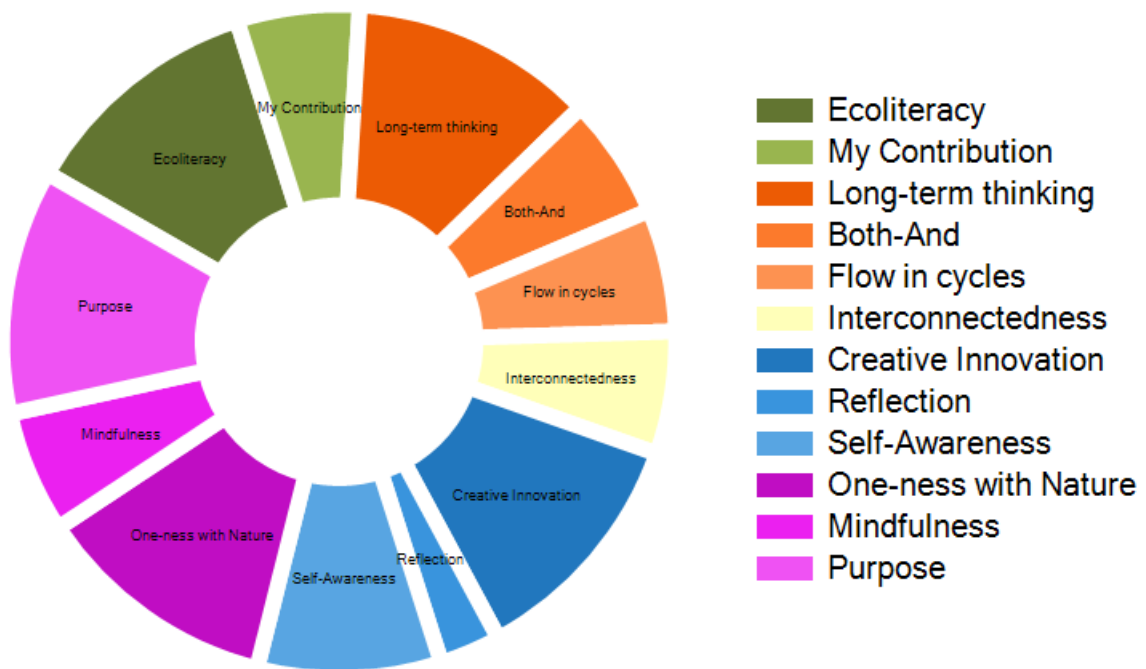 My Contribution
Long-term thinking
Ecoliteracy
Both-And
Flow in cycles
Purpose
Interconnectedness
Mindfulness
Creative Innovation
One-ness with Nature
Reflection
Self-Awareness
Ecoliteracy
My Contribution
Long-term thinking
Both-And
Flow in cycles
Interconnectedness
Creative Innovation
Reflection
Self-Awareness
One-ness with Nature
Mindfulness
Purpose